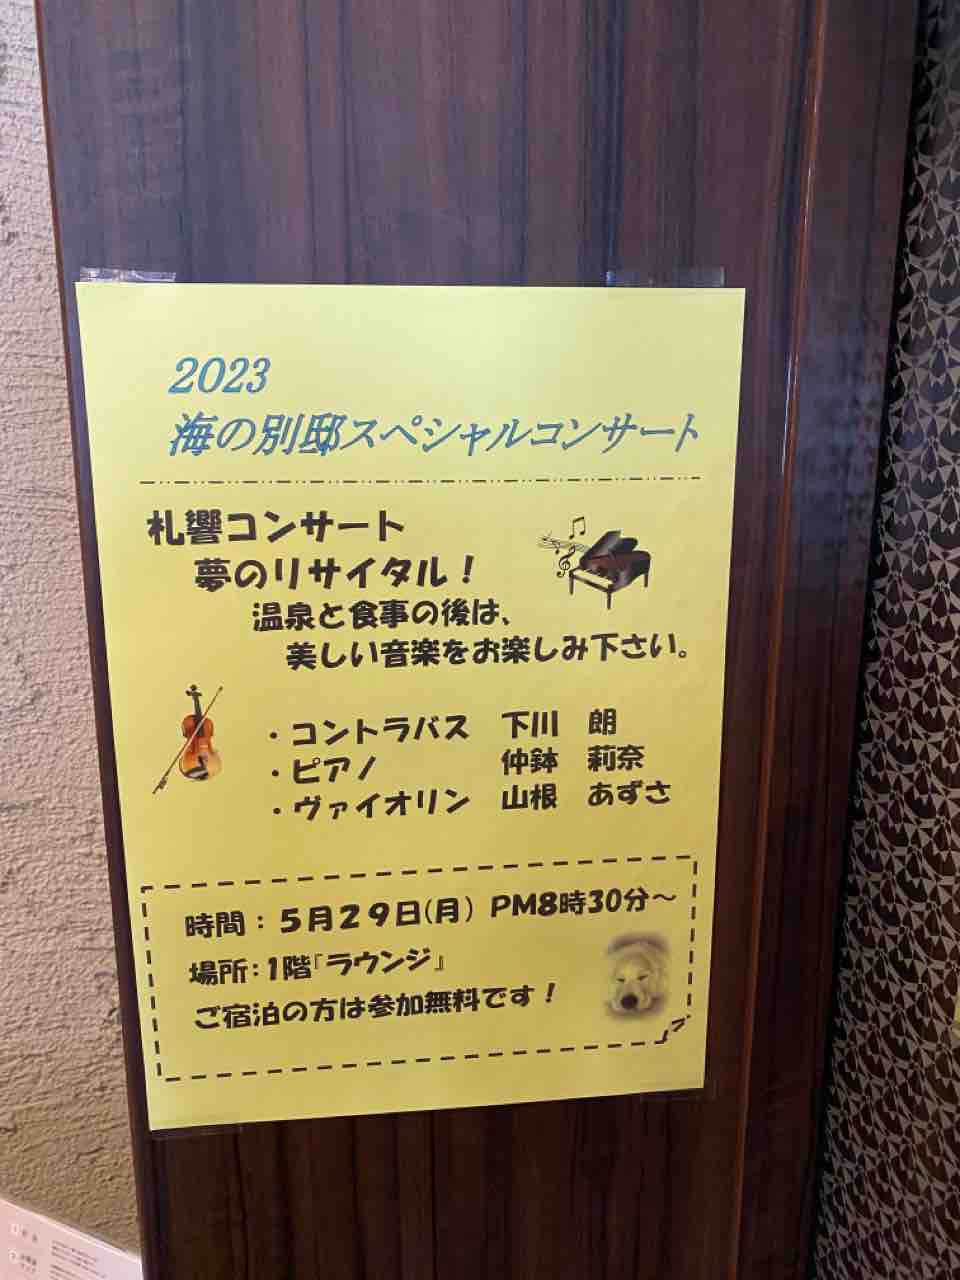 2023
海の別邸スペシャルコンサート
札響コンサート
夢のリサイタル！
温泉と食事の後は、
美しい音楽をお楽しみ下さい。
・コントラバス 下川 朗
・ピアノ 仲鉢 莉奈
・ヴァイオリン 山根 あずさ
時間：５月２９日(月) PM8時30分～
場所：1階『ラウンジ』
ご宿泊の方は参加無料です！